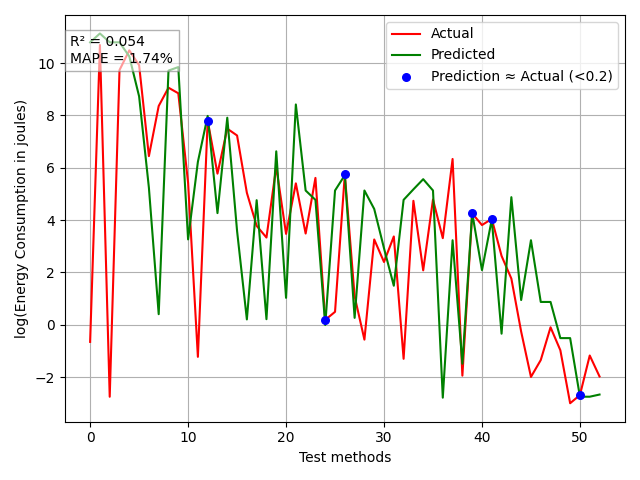 R² = 0.054
MAPE = 1.74%
Actual
Predicted
Prediction ≈ Actual (<0.2)
log(Energy Consumption in joules)
10
8
6
4
2
0
−2
0
10
20
30
40
50
Test methods